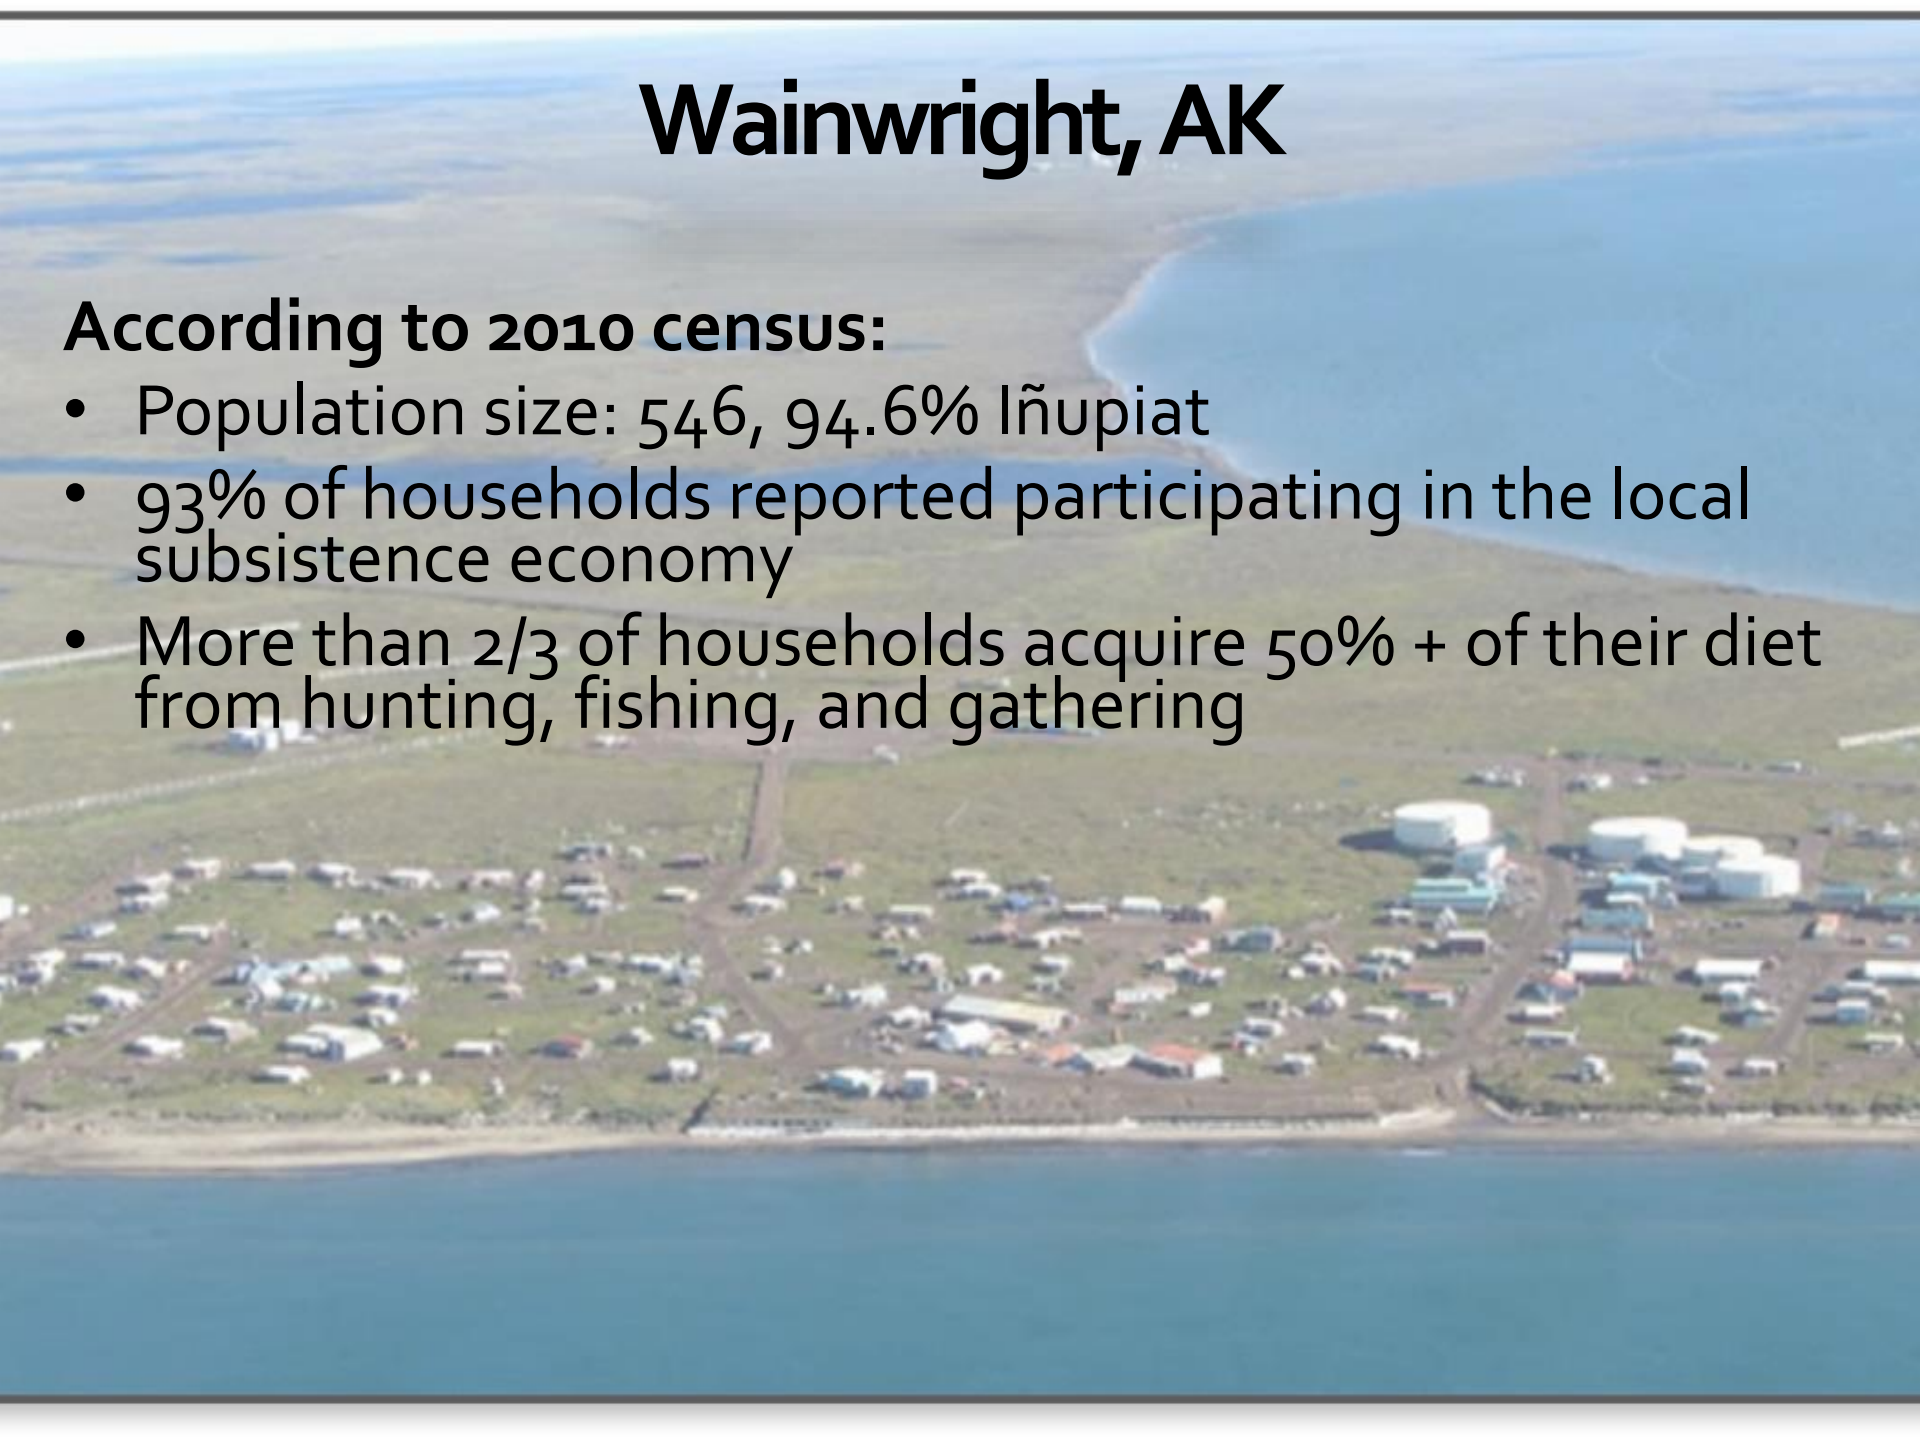 Wainwright, AK
According to 2010 census:
• Population size: 546, 94.6% Iñupiat
• 93% of households reported participating in the local
subsistence economy
• More than 2/3 of households acquire 50% + of their diet
from hunting, fishing, and gathering